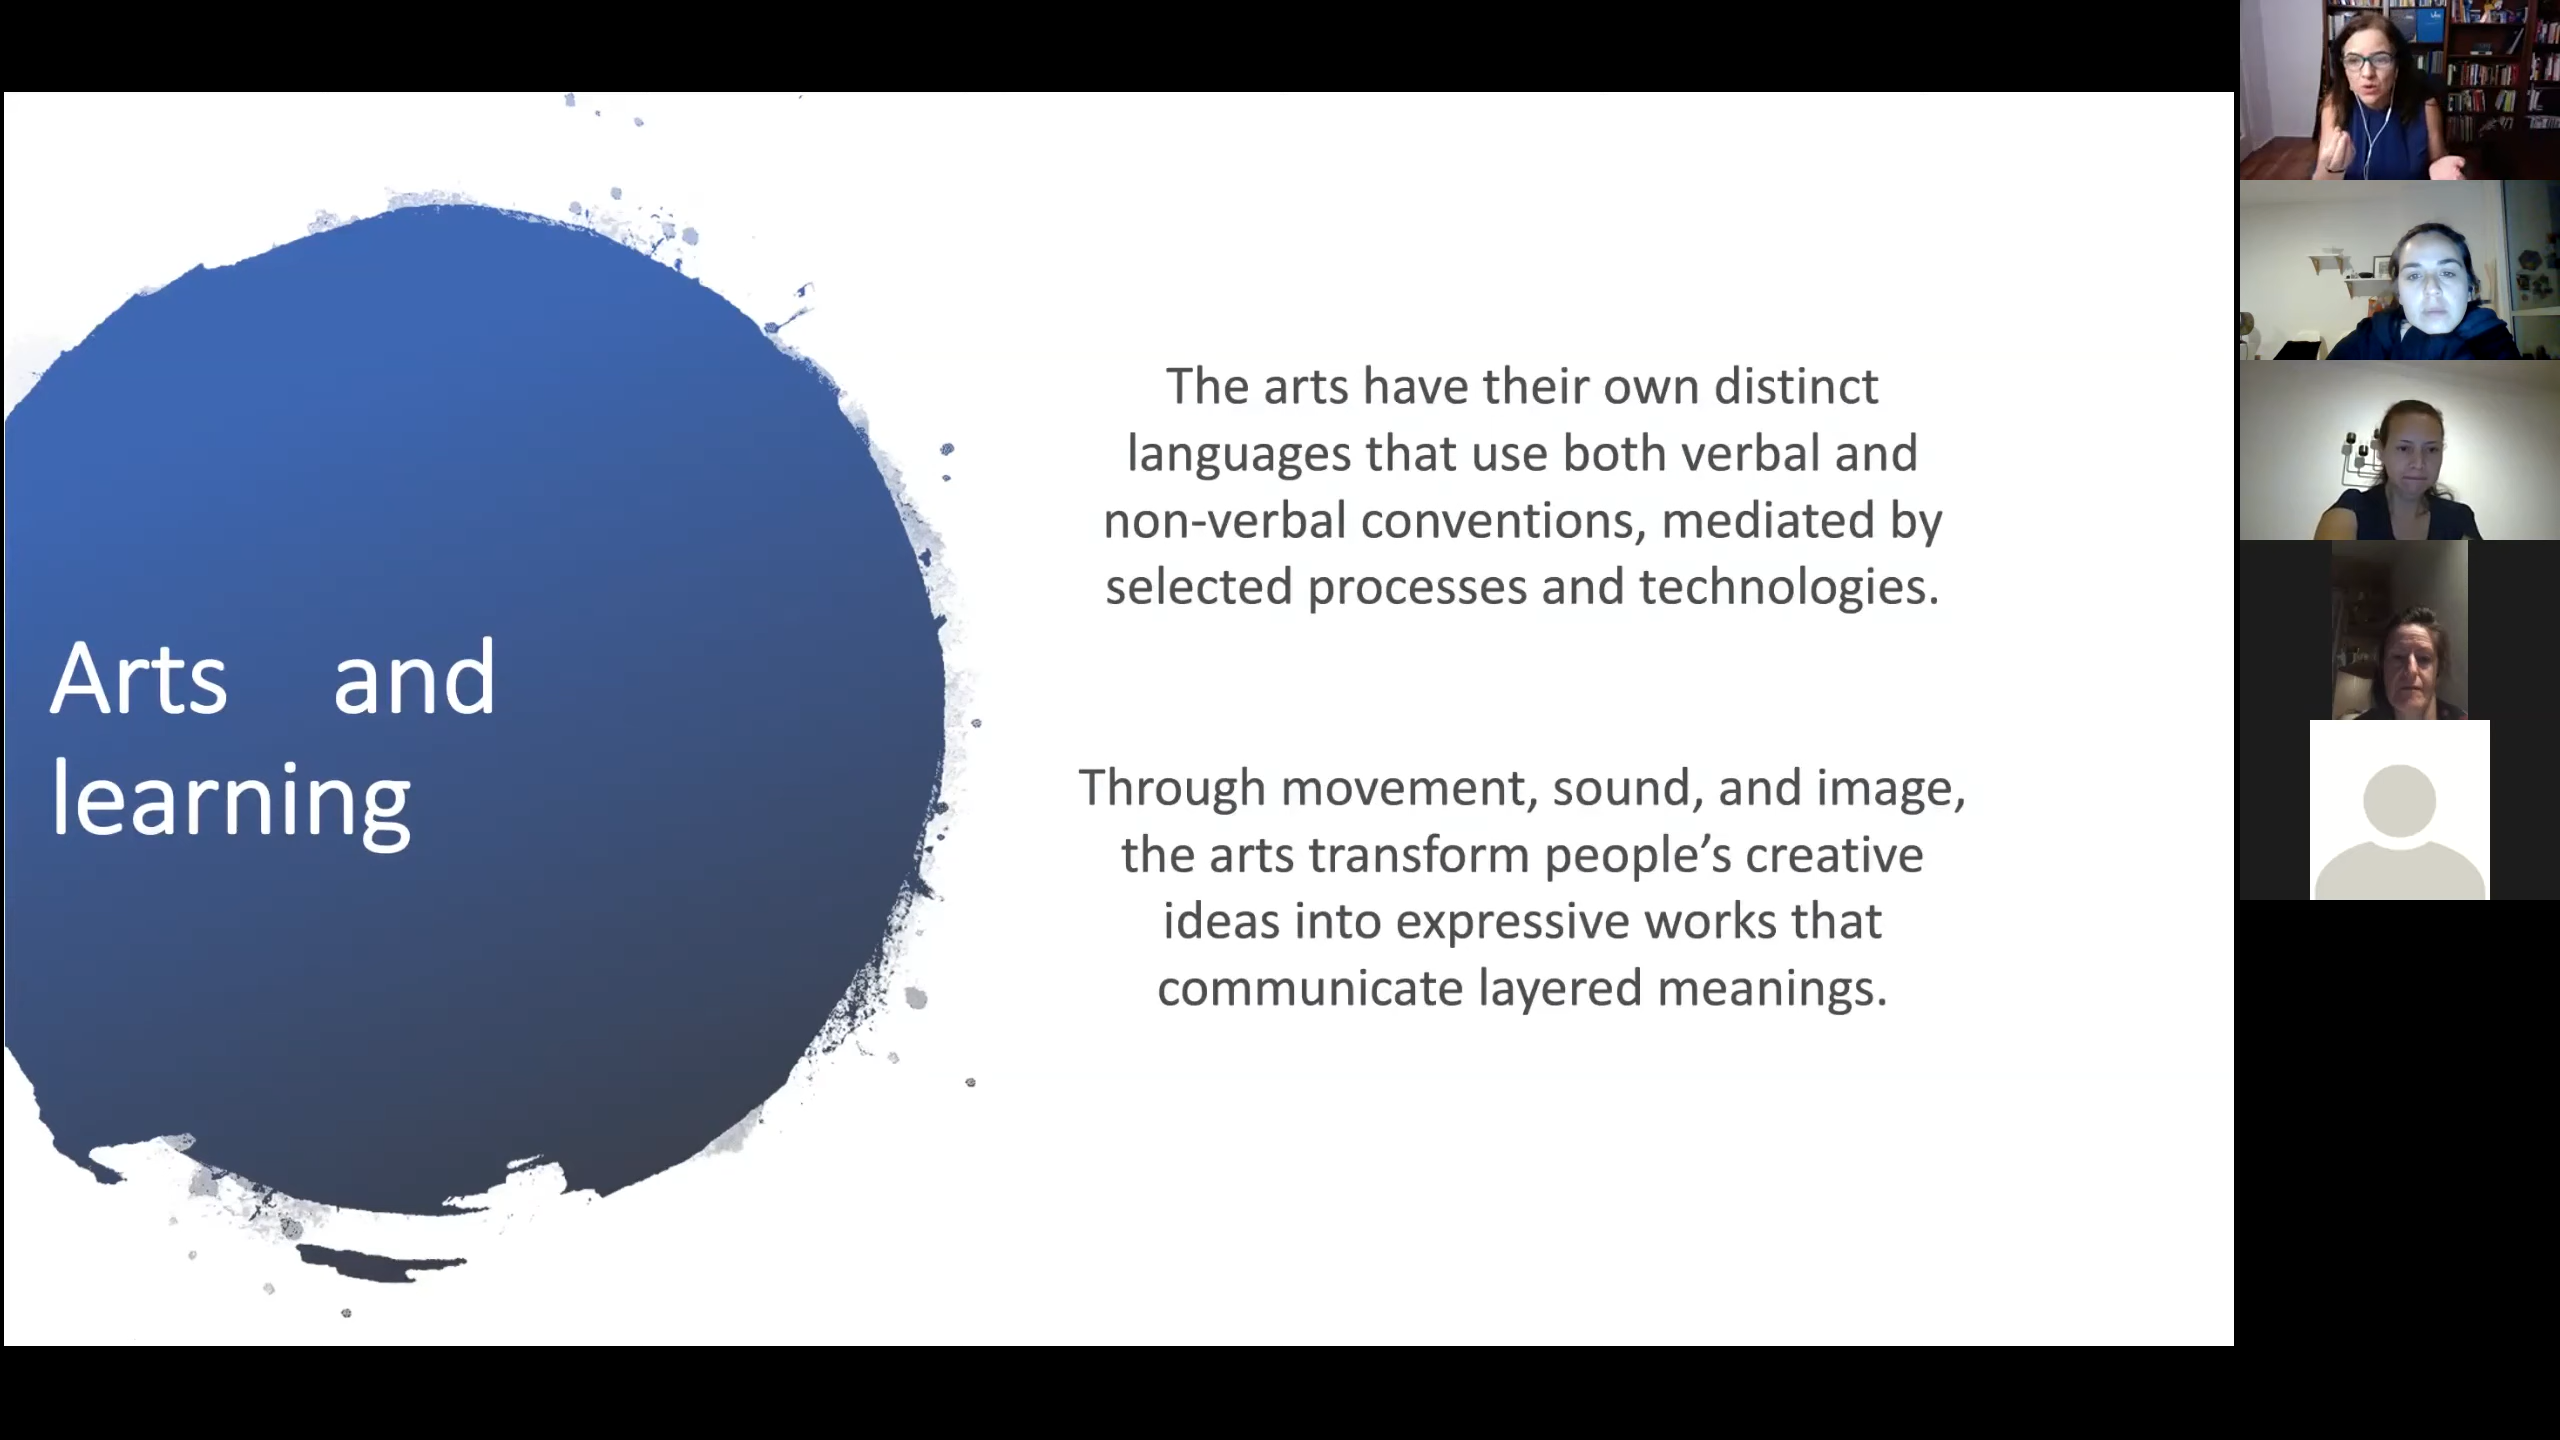 Arts and
learning
The arts have their own distinct
languages that use both verbal and
non-verbal conventions, mediated by
selected processes and technologies.
Through movement, sound, and image,
the arts transform people’s creative
ideas into expressive works that
communicate layered meanings.